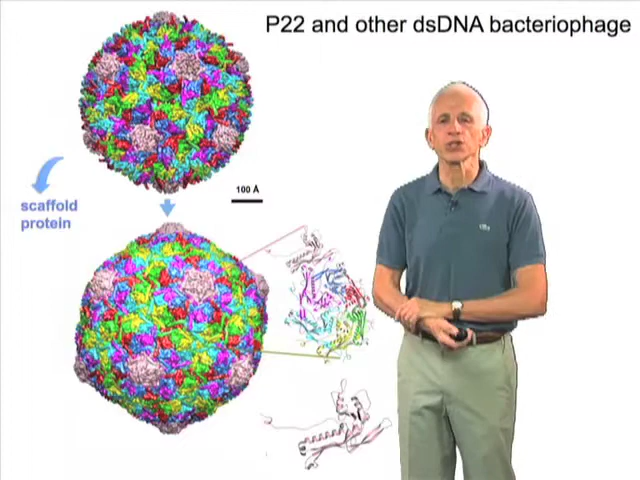 P22 and other dsDNA bacteriophage
100 Å
scaffold
protein